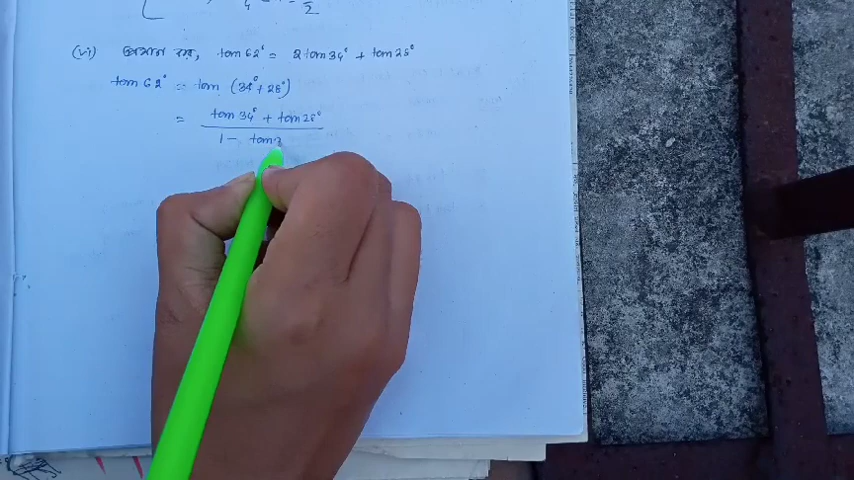 (vi) প্রমাণ কর, tan 62° = 2 tan 34° + tan 28°
tan 62° = tan (34° + 28°)
= tan 34° + tan 28°
1 - tan 3